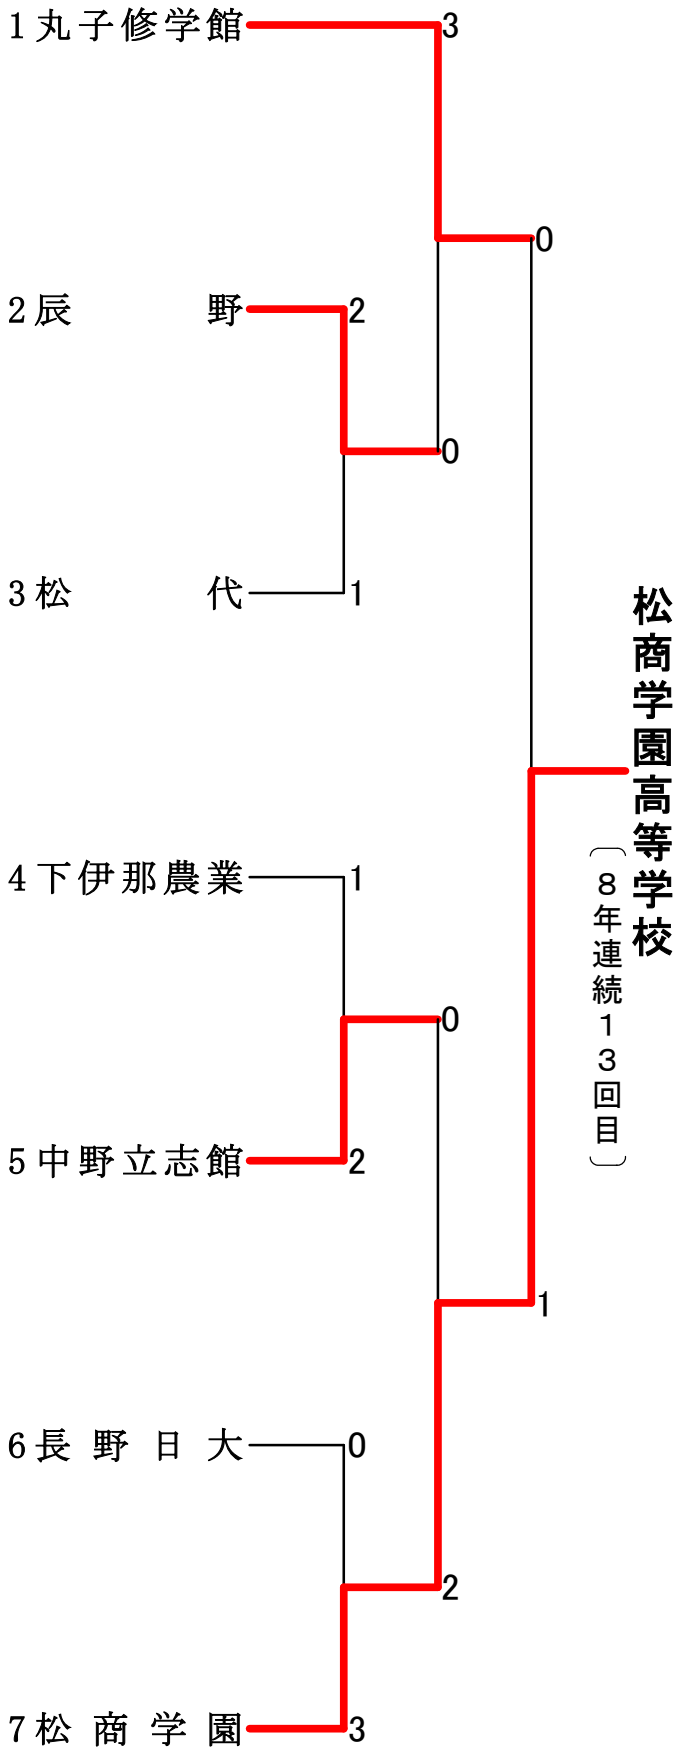 1丸子修学館
3
0
2辰野
2
0
3松代
1
松商学園高等学校
〔8年連続13回目〕
4下伊那農業
1
0
5中野立志館
2
1
6長野日大
0
2
7松商学園
3